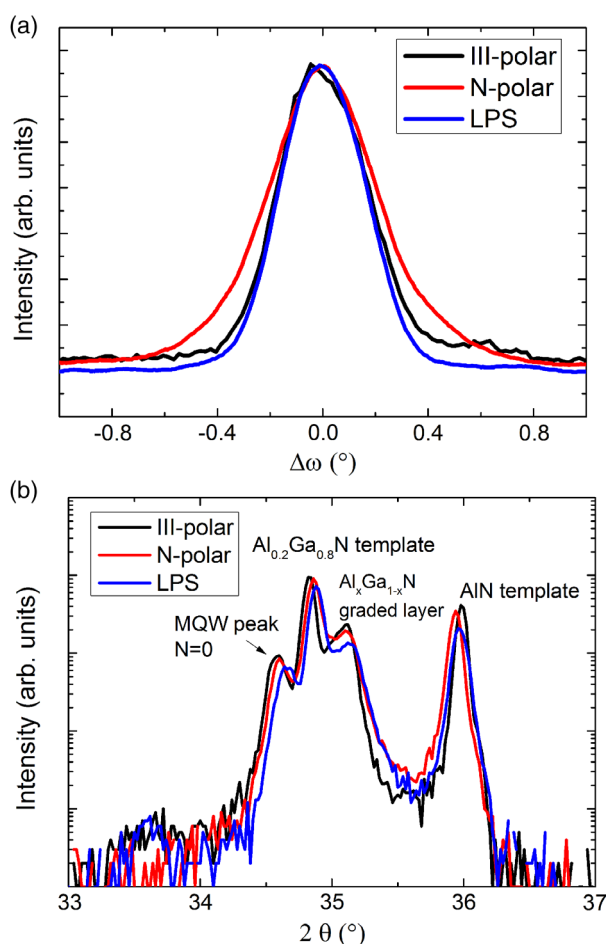 (a)
III-polar
N-polar
LPS
Intensity (arb. units)
-0.8
-0.4
0.0
0.4
0.8
Δω (°)
(b)
III-polar
N-polar
LPS
Al0.2Ga0.8N template
AlxGa1-xN
graded layer
AlN template
MQW peak
N=0
Intensity (arb. units)
33
34
35
36
37
2 θ (°)